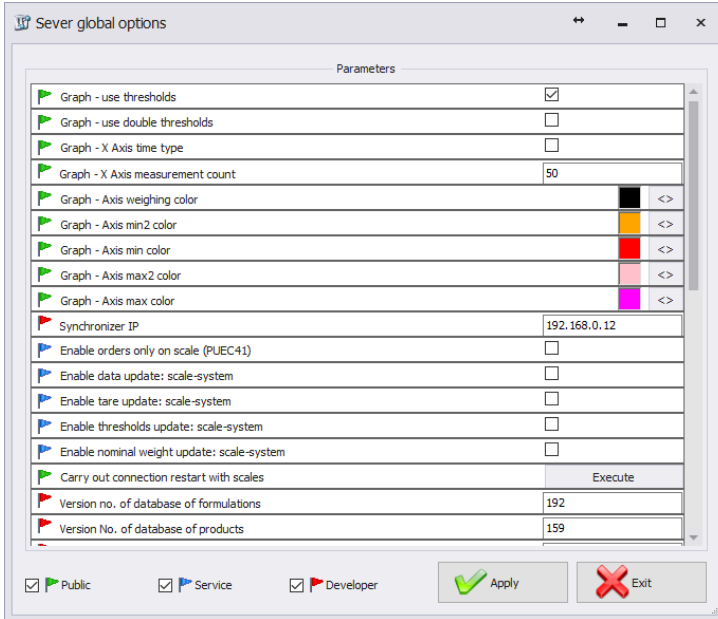 Sever global options
Parameters
Graph - use thresholds
Graph - use double thresholds
Graph - X Axis time type
Graph - X Axis measurement count 50
Graph - Axis weighing color <>
Graph - Axis min2 color <>
Graph - Axis min color <>
Graph - Axis max2 color <>
Graph - Axis max color <>
Synchronizer IP 192.168.0.12
Enable orders only on scale (PUEC41)
Enable data update: scale-system
Enable tare update: scale-system
Enable thresholds update: scale-system
Enable nominal weight update: scale-system
Carry out connection restart with scales Execute
Version no. of database of formulations 192
Version No. of database of products 159
Public Service Developer Apply Exit